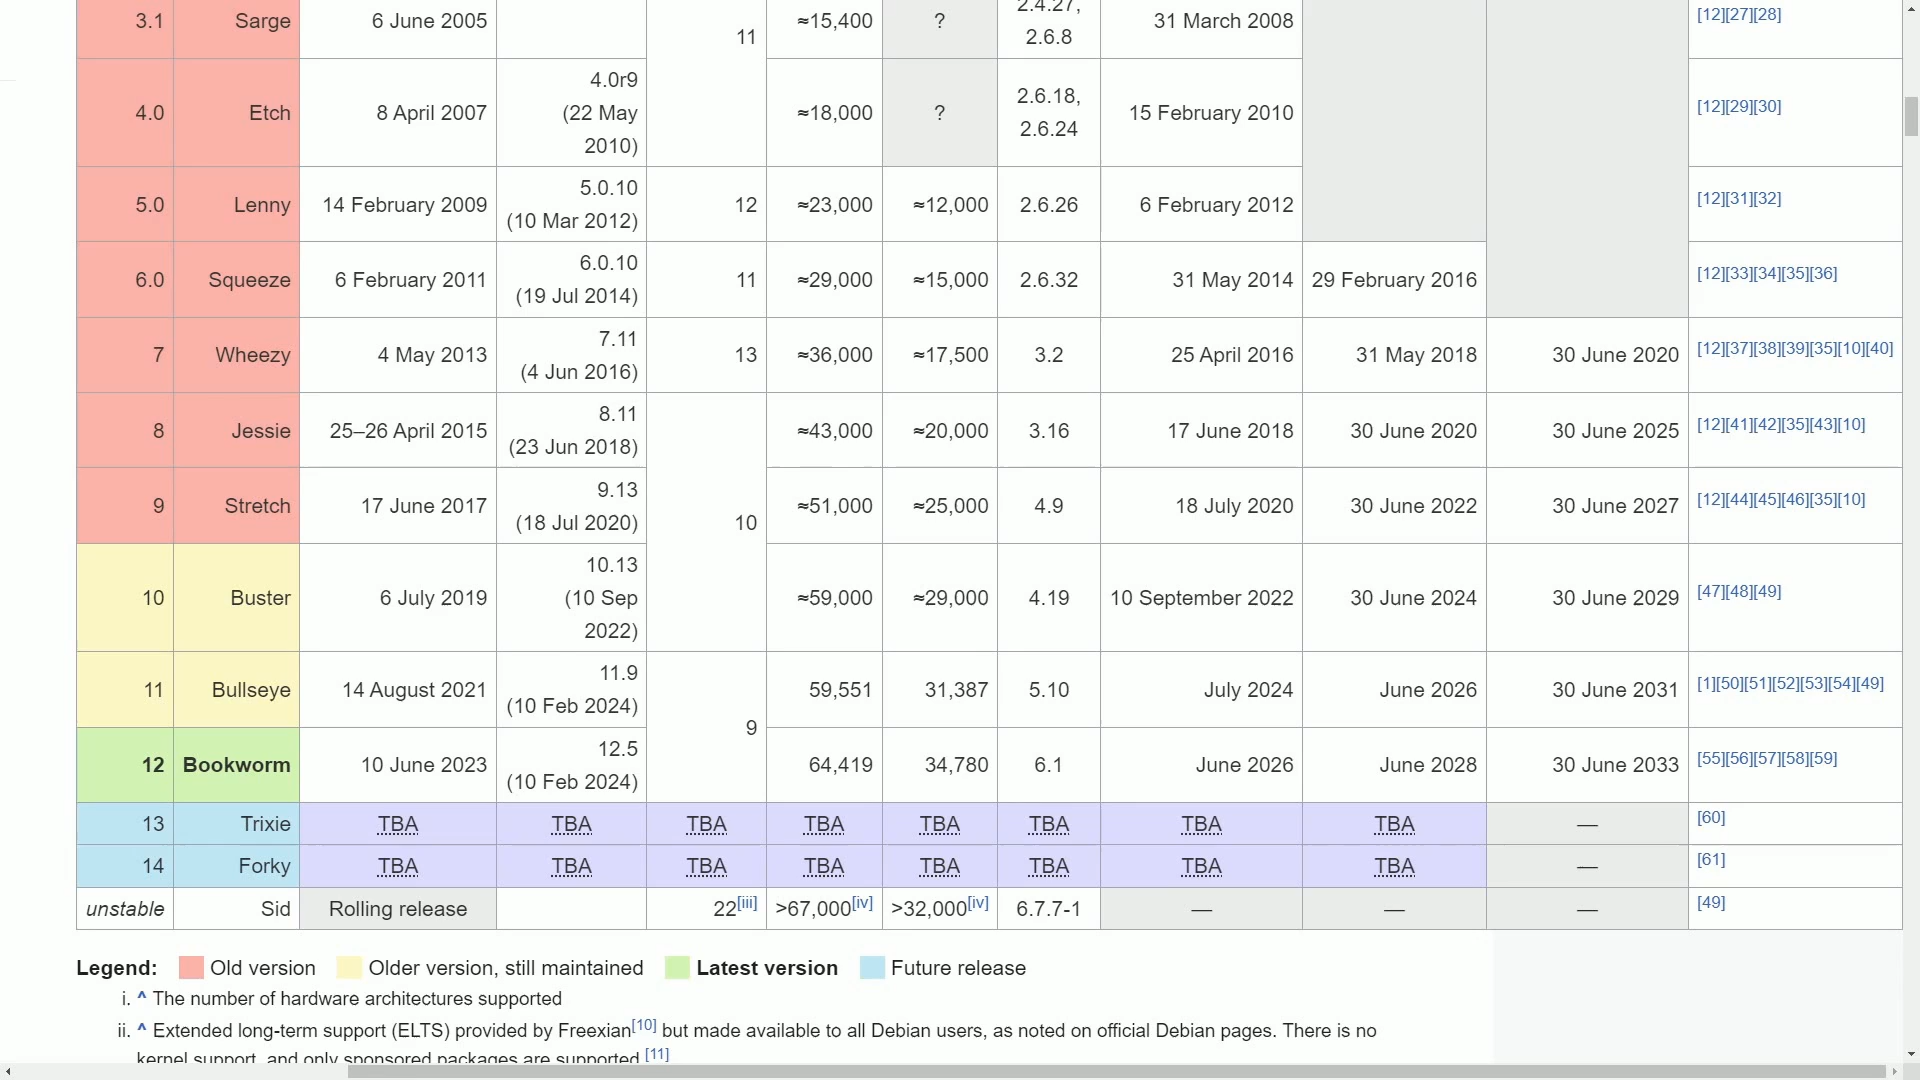 3.1 Sarge 6 June 2005 11 ≈15,400 ? 2.4.27, 2.6.8 31 March 2008 [12][27][28]
4.0 Etch 8 April 2007 4.0r9 (22 May 2010) ≈18,000 ? 2.6.18, 2.6.24 15 February 2010 [12][29][30]
5.0 Lenny 14 February 2009 5.0.10 (10 Mar 2012) 12 ≈23,000 ≈12,000 2.6.26 6 February 2012 [12][31][32]
6.0 Squeeze 6 February 2011 6.0.10 (19 Jul 2014) 11 ≈29,000 ≈15,000 2.6.32 31 May 2014 29 February 2016 [12][33][34][35][36]
7 Wheezy 4 May 2013 7.11 (4 Jun 2016) 13 ≈36,000 ≈17,500 3.2 25 April 2016 31 May 2018 30 June 2020 [12][37][38][39][35][10][40]
8 Jessie 25–26 April 2015 8.11 (23 Jun 2018) 10 ≈43,000 ≈20,000 3.16 17 June 2018 30 June 2020 30 June 2025 [12][41][42][35][43][10]
9 Stretch 17 June 2017 9.13 (18 Jul 2020) ≈51,000 ≈25,000 4.9 18 July 2020 30 June 2022 30 June 2027 [12][44][45][46][35][10]
10 Buster 6 July 2019 10.13 (10 Sep 2022) ≈59,000 ≈29,000 4.19 10 September 2022 30 June 2024 30 June 2029 [47][48][49]
11 Bullseye 14 August 2021 11.9 (10 Feb 2024) 9 59,551 31,387 5.10 July 2024 June 2026 30 June 2031 [1][50][51][52][53][54][49]
12 Bookworm 10 June 2023 12.5 (10 Feb 2024) 64,419 34,780 6.1 June 2026 June 2028 30 June 2033 [55][56][57][58][59]
13 Trixie TBA TBA TBA TBA TBA TBA TBA TBA — [60]
14 Forky TBA TBA TBA TBA TBA TBA TBA TBA — [61]
unstable Sid Rolling release 22[iii] >67,000[iv] >32,000[iv] 6.7.7-1 — — — [49]
Legend: Old version Older version, still maintained Latest version Future release
i. ^ The number of hardware architectures supported
ii. ^ Extended long-term support (ELTS) provided by Freexian[10] but made available to all Debian users, as noted on official Debian pages. There is no
kernel support, and only sponsored packages are supported.[11]